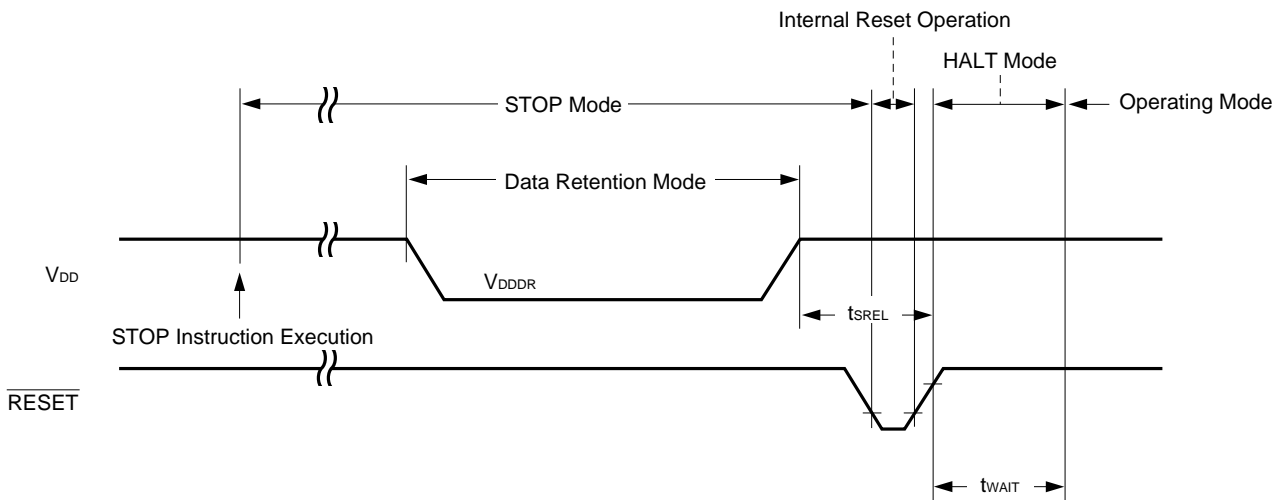 Internal Reset Operation
HALT Mode
STOP Mode
Operating Mode
Data Retention Mode
VDD
VDDDR
tSREL
STOP Instruction Execution
RESET
tWAIT